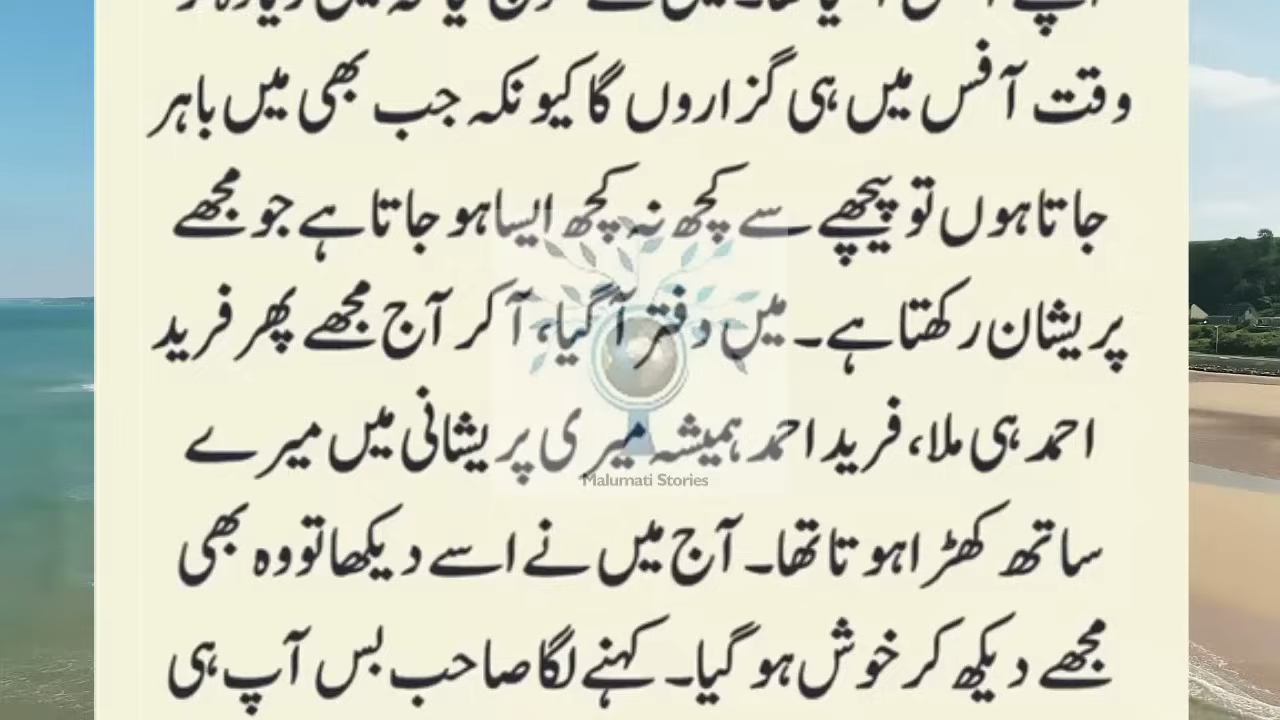 وقت آفس میں ہی گزاروں گا کیونکہ جب بھی میں باہر
جاتا ہوں تو پیچھے سے کچھ نہ کچھ ایسا ہو جاتا ہے جو مجھے
پریشان رکھتا ہے۔ میں دفتر آ گیا، آ کر آج مجھے پھر فرید
احمد ہی ملا، فرید احمد ہمیشہ میری پریشانی میں میرے
ساتھ کھڑا ہوتا تھا۔ آج میں نے اسے دیکھا تو وہ بھی
مجھے دیکھ کر خوش ہو گیا۔ کہنے لگا صاحب بس آپ ہی
Malumati Stories